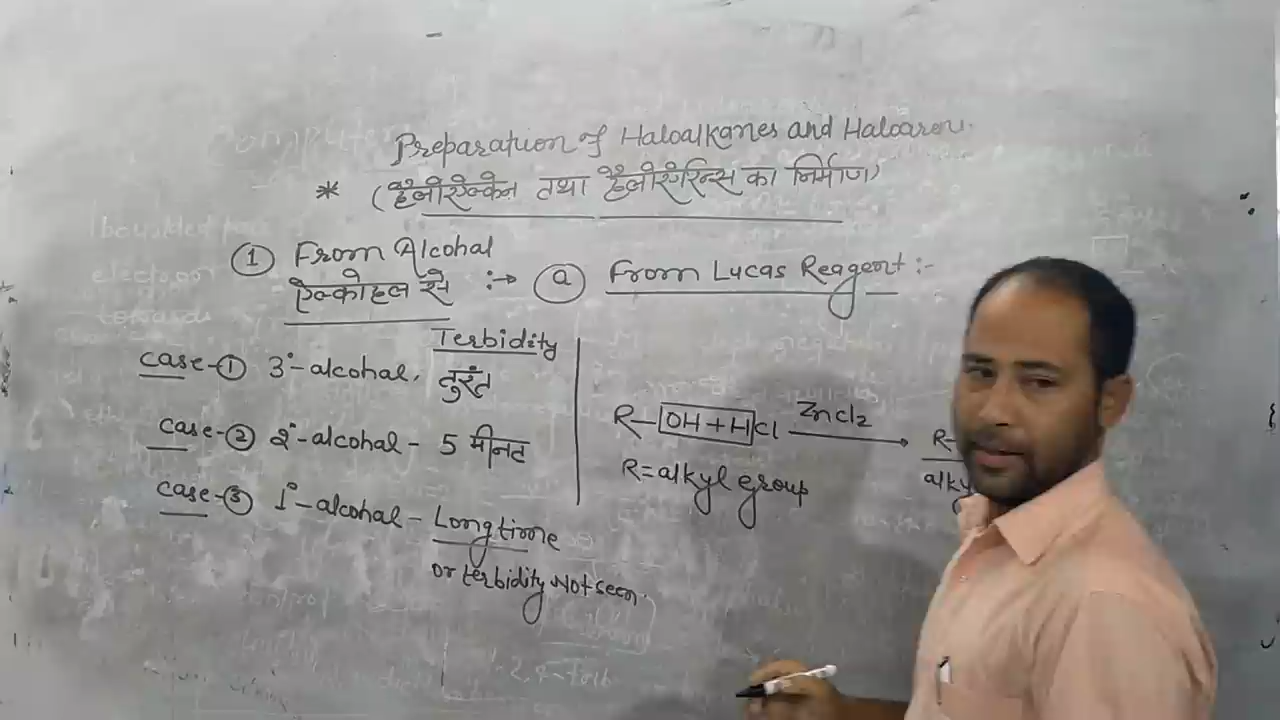 Preparation of Haloalkanes and Haloaren.
* (हैलोऐल्केन तथा हैलोऐरिन्स का निर्माण)
① From Alcohal
ऐल्कोहल से :→ ⓐ From Lucas Reagent :-
Terbidity
case-① 3°-alcohal, तुरंत
case-② 2°-alcohal - 5 मीनट
case-③ 1°-alcohal - Longtime
or terbidity Not seen.
R-OH+HCl ZnCl2 → R-
R=alkyl group alky